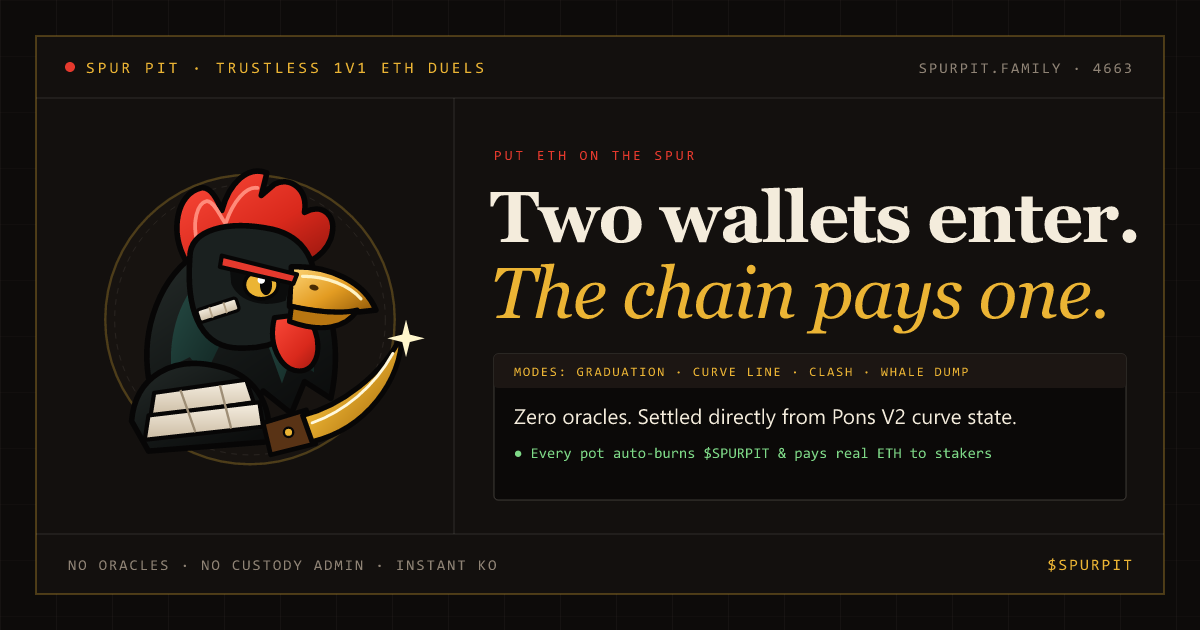 SPUR PIT · TRUSTLESS 1V1 ETH DUELS
SPURPIT.FAMILY · 4663
PUT ETH ON THE SPUR
Two wallets enter.
The chain pays one.
MODES: GRADUATION · CURVE LINE · CLASH · WHALE DUMP
Zero oracles. Settled directly from Pons V2 curve state.
● Every pot auto-burns $SPURPIT & pays real ETH to stakers
NO ORACLES · NO CUSTODY ADMIN · INSTANT KO
$SPURPIT